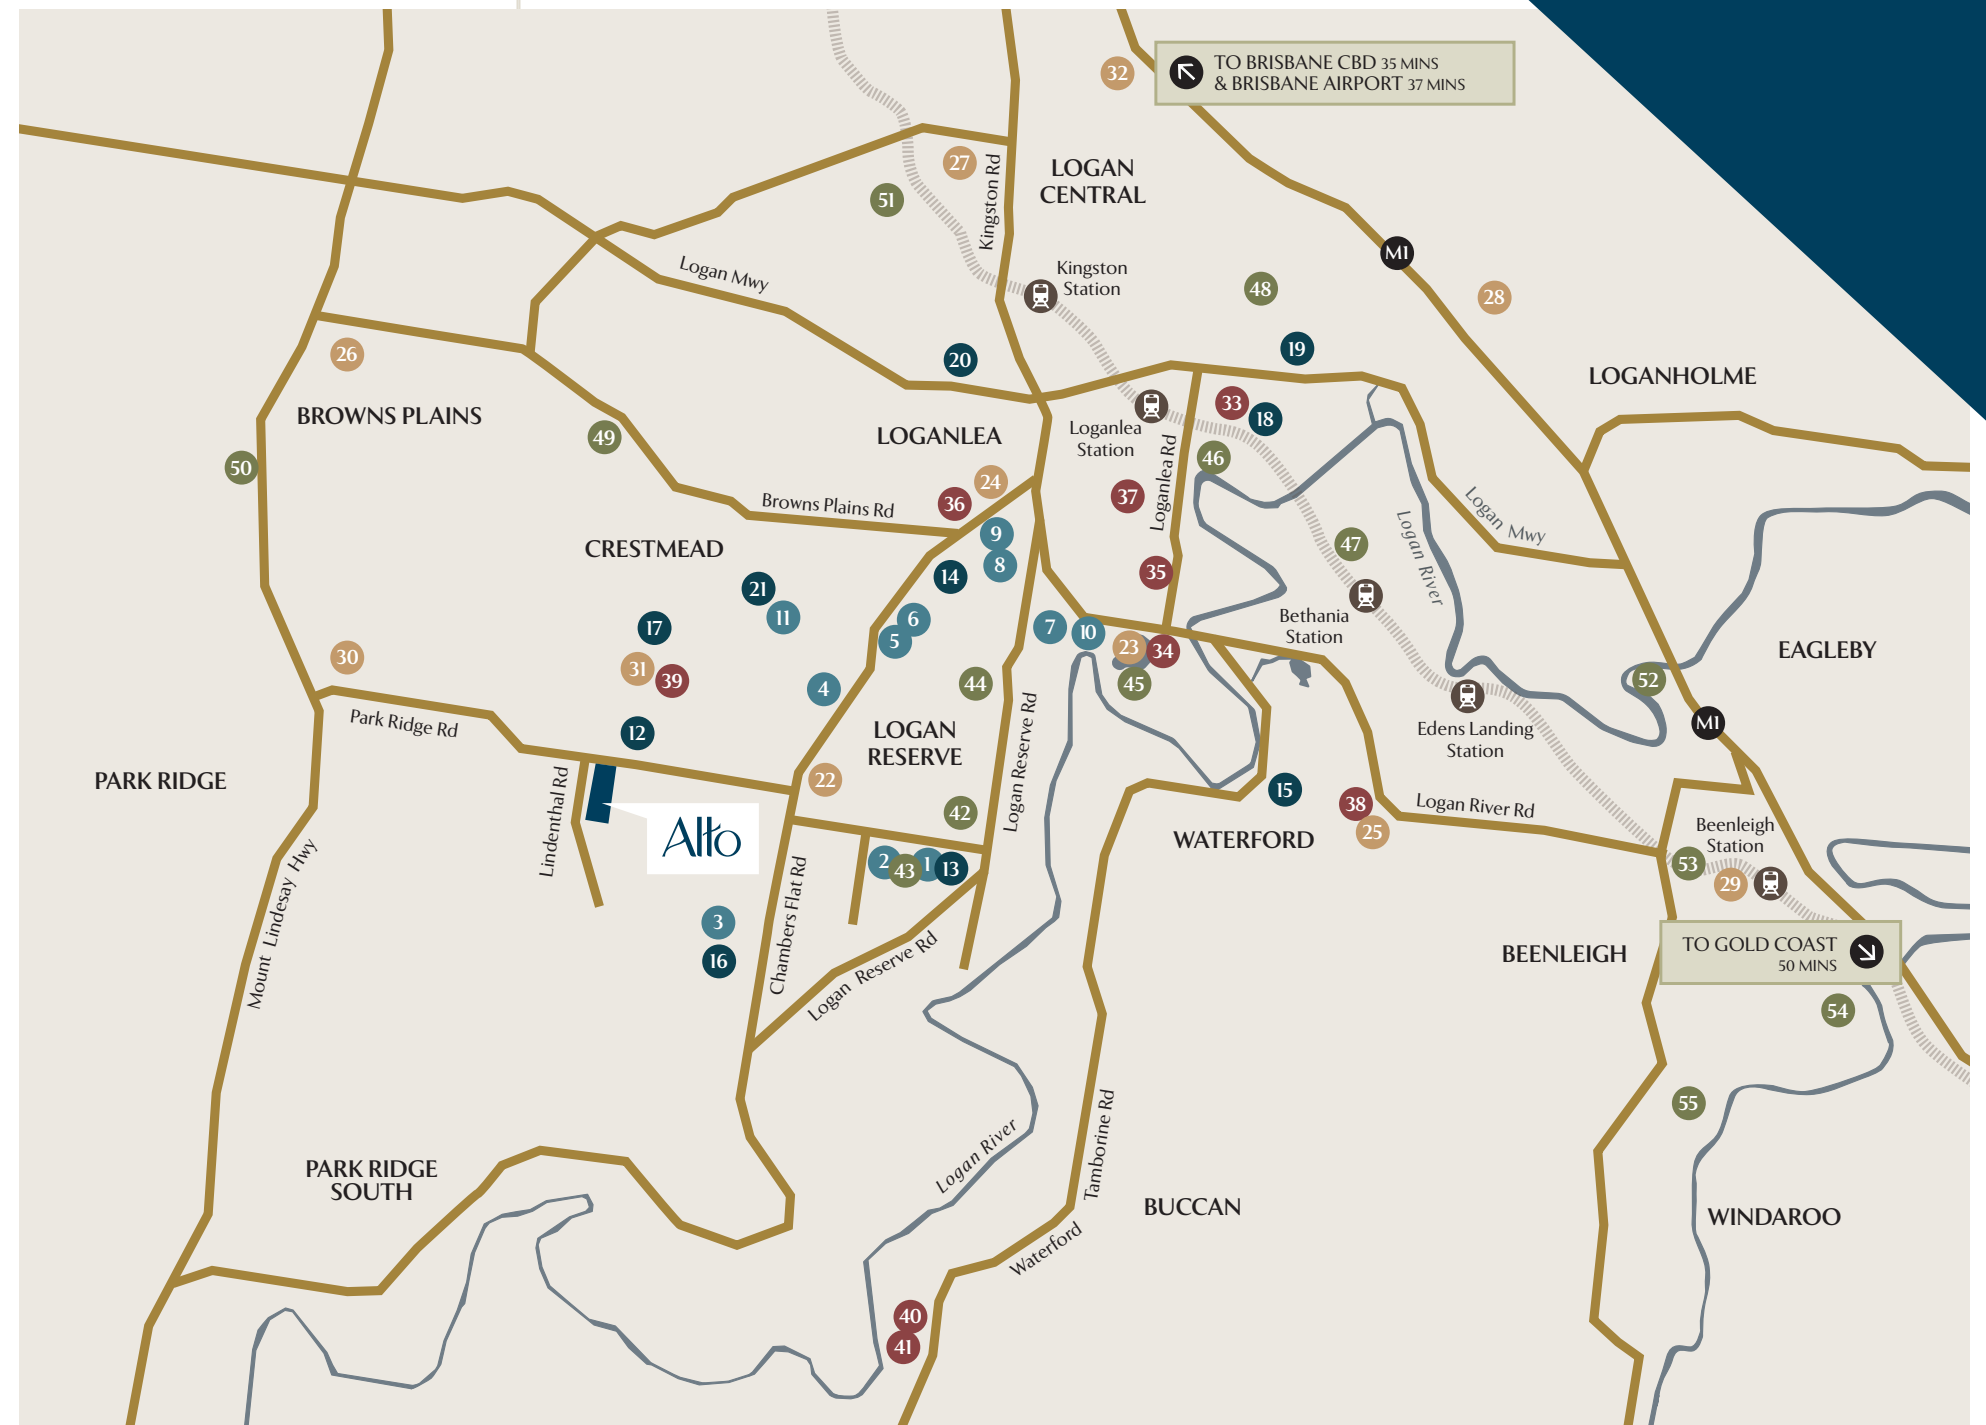 TO BRISBANE CBD 35 MINS
& BRISBANE AIRPORT 37 MINS
32
27
Kingston Rd
LOGAN
CENTRAL
51
M1
Logan Mwy
Kingston
Station
48
28
26
20
19
LOGANHOLME
BROWNS PLAINS
49
LOGANLEA
Loganlea
Station
33
18
50
24
36
37
Loganlea Rd
46
Browns Plains Rd
9
8
Logan River
Logan Mwy
47
CRESTMEAD
14
35
21
11
6
5
7
10
Bethania
Station
17
23
34
EAGLEBY
30
31
39
4
44
45
52
Park Ridge Rd
12
LOGAN
RESERVE
Logan Reserve Rd
Edens Landing
Station
M1
PARK RIDGE
Lindenthal Rd
22
15
38
25
Logan River Rd
Alto
42
WATERFORD
Beenleigh
Station
2
43
1
13
53
29
Mount Lindesay Hwy
Chambers Flat Rd
3
16
Logan Reserve Rd
BEENLEIGH
TO GOLD COAST
50 MINS
54
55
Tamborine Rd
Logan River
PARK RIDGE
SOUTH
BUCCAN
WINDAROO
Waterford
40
41